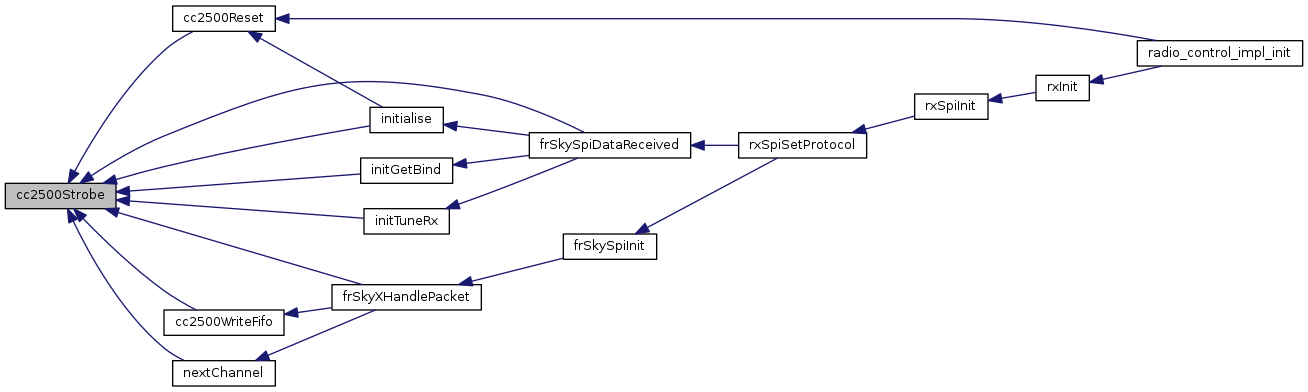 cc2500Reset
radio_control_impl_init
rxInit
rxSpiInit
initialise
frSkySpiDataReceived
rxSpiSetProtocol
initGetBind
cc2500Strobe
initTuneRx
frSkySpiInit
frSkyXHandlePacket
cc2500WriteFifo
nextChannel